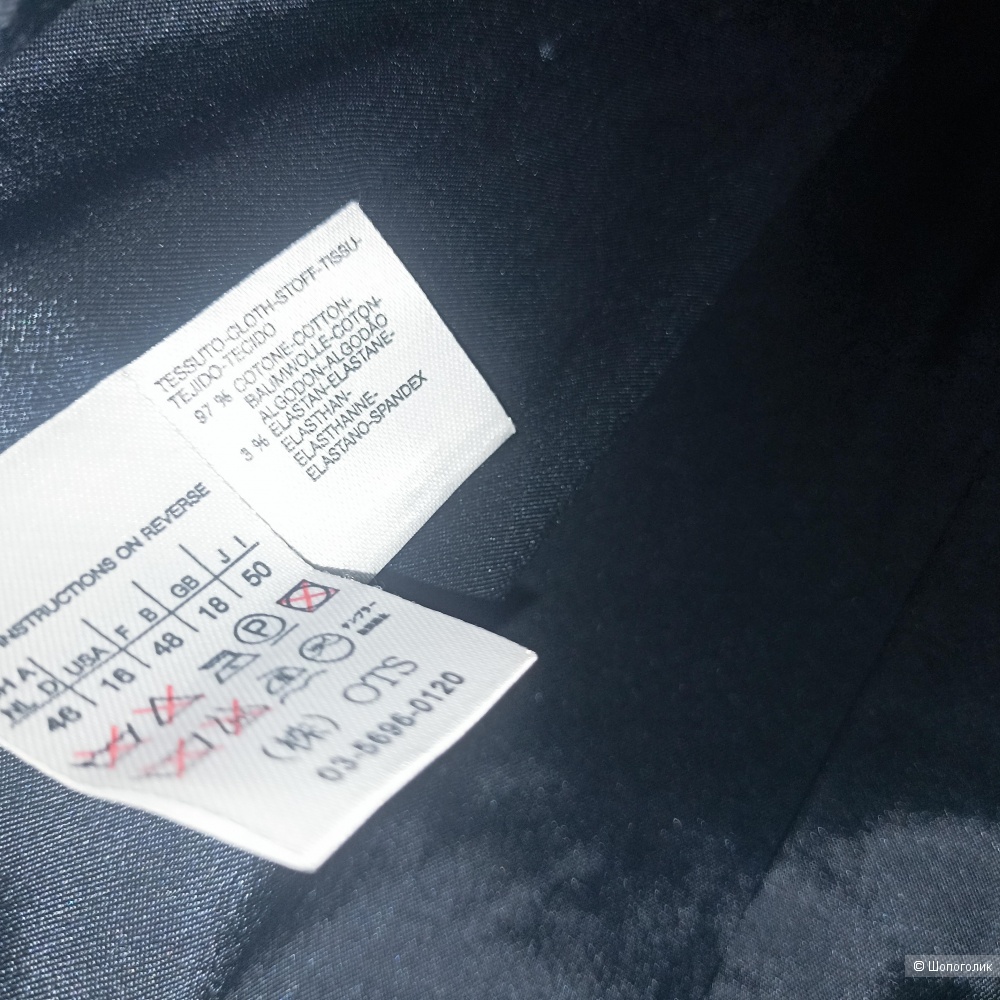 TESSUTO-CLOTH-STOFF-TISSU-
TEJIDO-TECIDO
97 % COTONE-COTTON-
BAUMWOLLE-COTON-
ALGODON-ALGODÃO
3 % ELASTAN-ELASTANE-
ELASTHAN-
ELASTHANNE-
ELASTANO-SPANDEX
INSTRUCTIONS ON REVERSE
USA F B GB J I
NL D
46 16 48 18 50
P
OTS
03-5696-0120
© Шопоголик